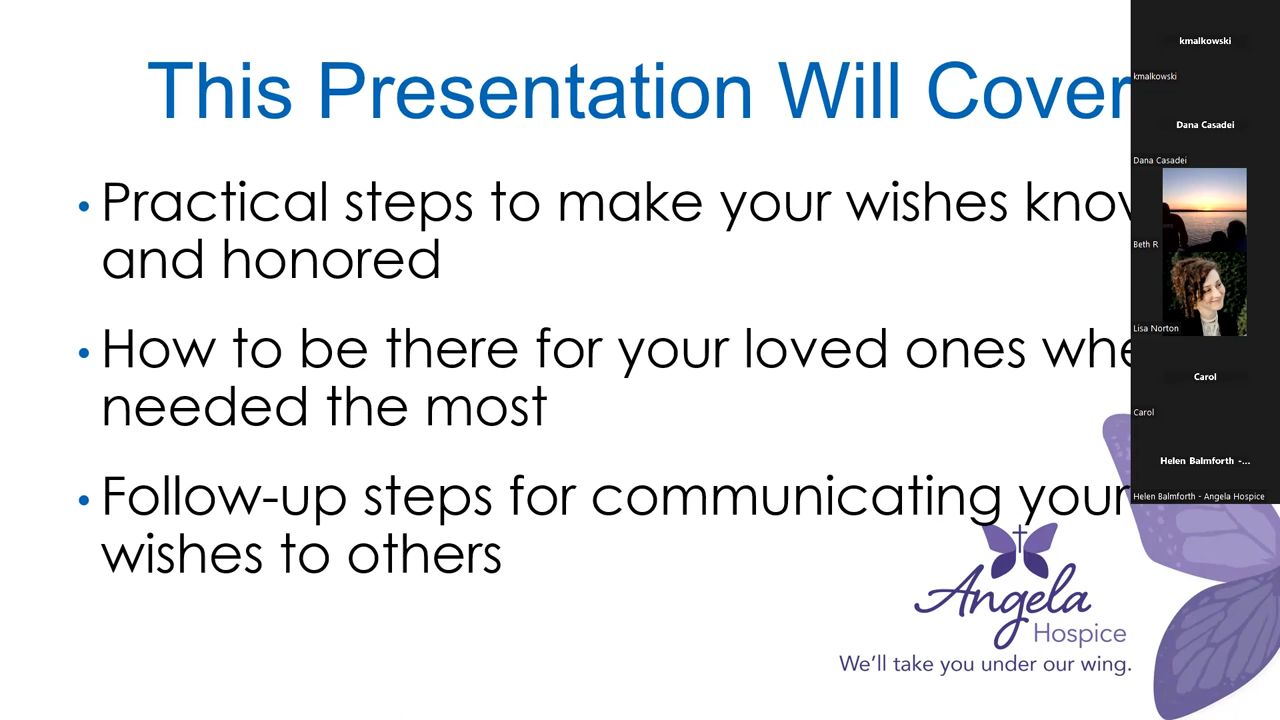 This Presentation Will Cover
• Practical steps to make your wishes know
and honored
• How to be there for your loved ones whe
needed the most
• Follow-up steps for communicating your
wishes to others
Angela
Hospice
We'll take you under our wing.
kmalkowski
kmalkowski
Dana Casadei
Dana Casadei
Beth R
Lisa Norton
Carol
Carol
Helen Balmforth -...
Helen Balmforth - Angela Hospice